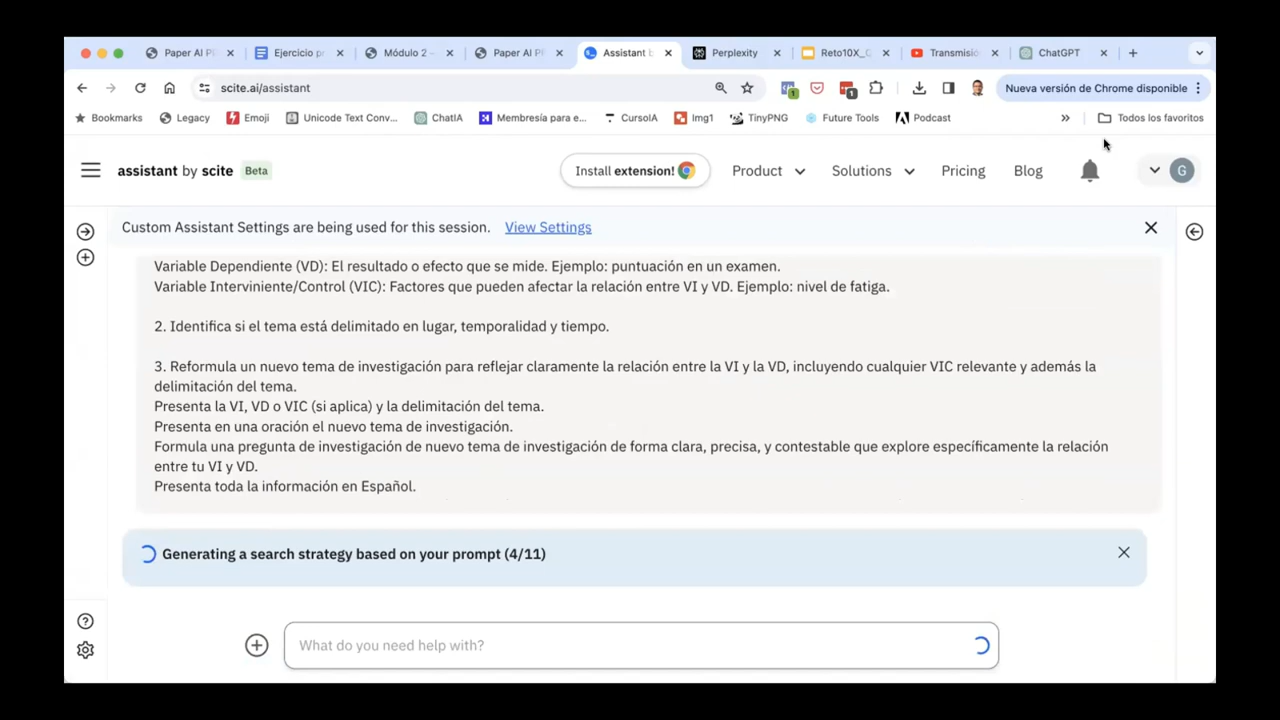 Paper AI P
Ejercicio p
Módulo 2 –
Paper AI P
Assistant b
Perplexity
Reto10X_
Transmisió
ChatGPT
scite.ai/assistant
1
1
Nueva versión de Chrome disponible
Bookmarks
Legacy
Emoji
Unicode Text Conv...
ChatIA
Membresía para e...
CursoIA
Img1
TinyPNG
Future Tools
Podcast
»
Todos los favoritos
assistant by scite Beta
Install extension!
Product
Solutions
Pricing
Blog
G
Custom Assistant Settings are being used for this session. View Settings
Variable Dependiente (VD): El resultado o efecto que se mide. Ejemplo: puntuación en un examen.
Variable Interviniente/Control (VIC): Factores que pueden afectar la relación entre VI y VD. Ejemplo: nivel de fatiga.
2. Identifica si el tema está delimitado en lugar, temporalidad y tiempo.
3. Reformula un nuevo tema de investigación para reflejar claramente la relación entre la VI y la VD, incluyendo cualquier VIC relevante y además la
delimitación del tema.
Presenta la VI, VD o VIC (si aplica) y la delimitación del tema.
Presenta en una oración el nuevo tema de investigación.
Formula una pregunta de investigación de nuevo tema de investigación de forma clara, precisa, y contestable que explore específicamente la relación
entre tu VI y VD.
Presenta toda la información en Español.
Generating a search strategy based on your prompt (4/11)
What do you need help with?